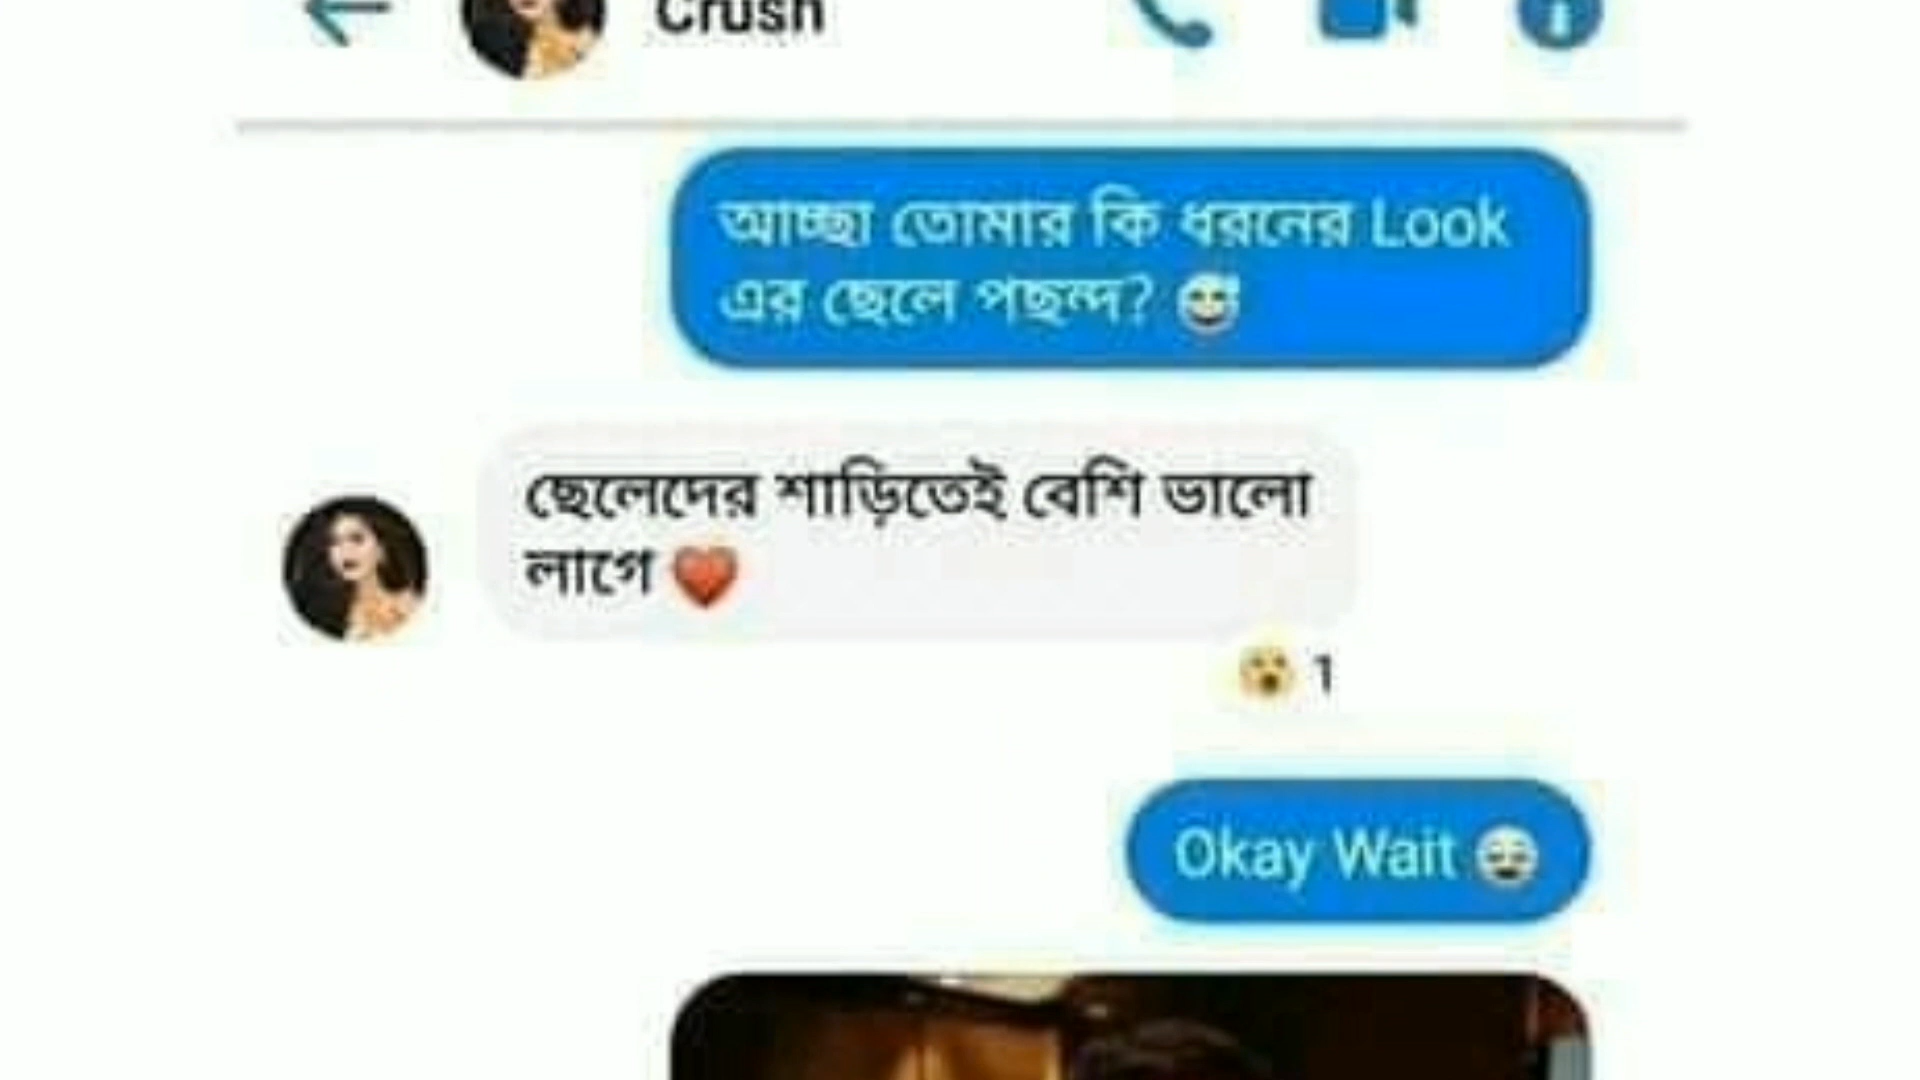 Crush
আচ্ছা তোমার কি ধরনের Look
এর ছেলে পছন্দ? 😅
ছেলেদের শাড়িতেই বেশি ভালো
লাগে ❤️
😮 1
Okay Wait 😌